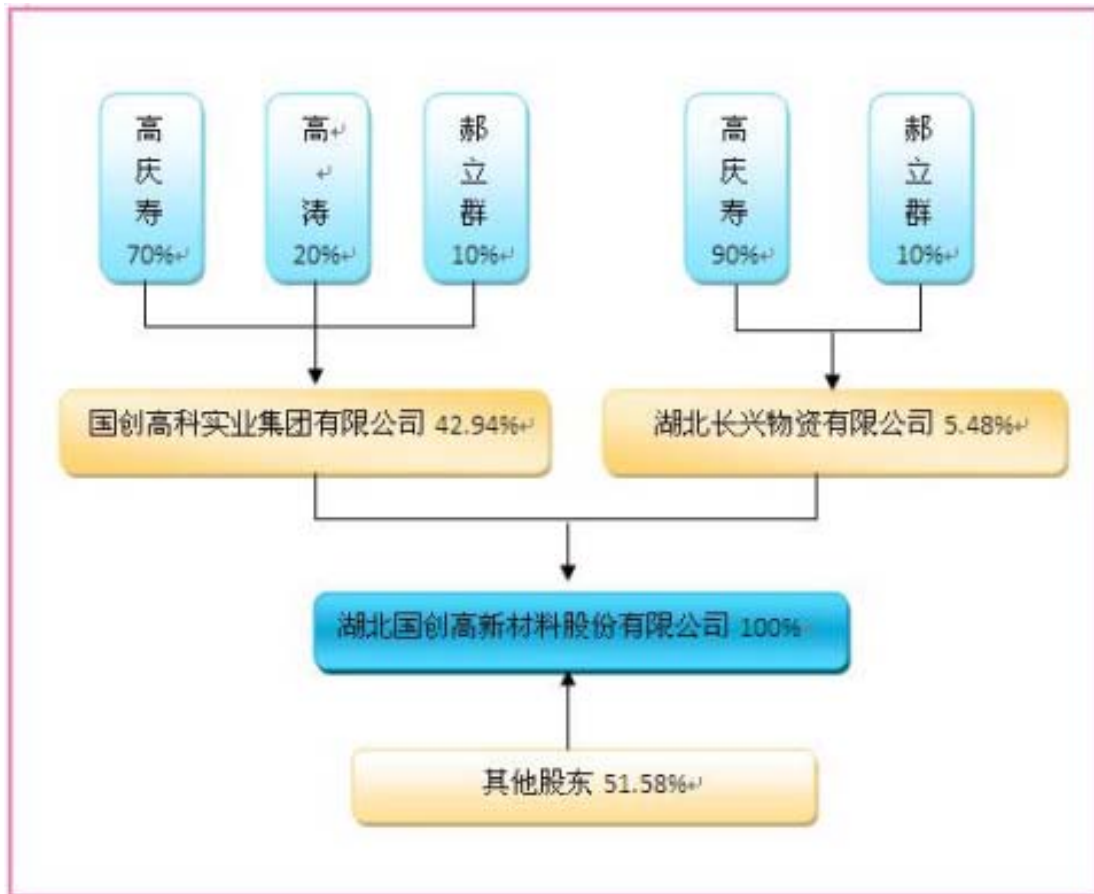 高庆寿
70%
高涛
20%
郝立群
10%
高庆寿
90%
郝立群
10%
国创高科实业集团有限公司 42.94%
湖北长兴物资有限公司 5.48%
湖北国创高新材料股份有限公司 100%
其他股东 51.58%